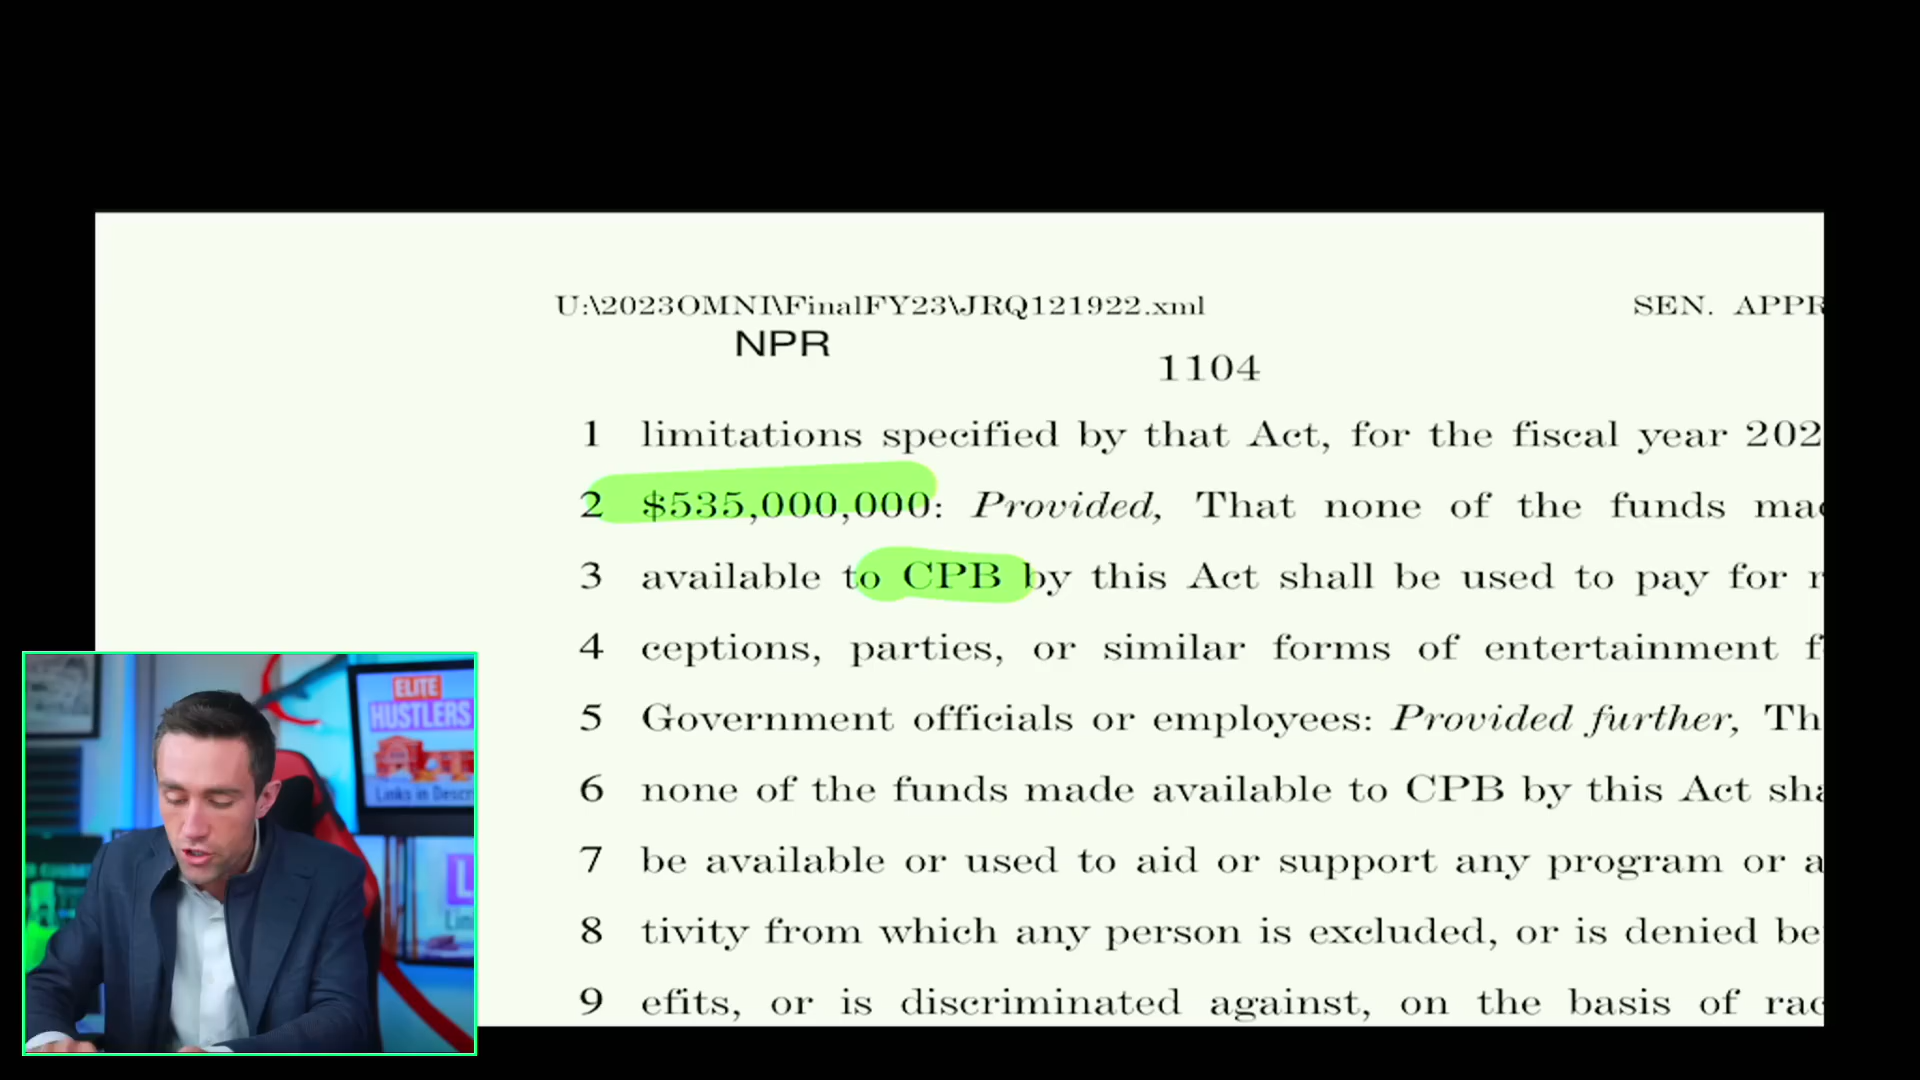 U:\2023OMNI\FinalFY23\JRQ121922.xml
SEN. APPR
NPR
1104
1 limitations specified by that Act, for the fiscal year 202
2 $535,000,000: Provided, That none of the funds mad
3 available to CPB by this Act shall be used to pay for r
4 ceptions, parties, or similar forms of entertainment f
5 Government officials or employees: Provided further, Th
6 none of the funds made available to CPB by this Act sha
7 be available or used to aid or support any program or a
8 tivity from which any person is excluded, or is denied be
9 efits, or is discriminated against, on the basis of rac
ELITE
HUSTLERS
Links in Descr